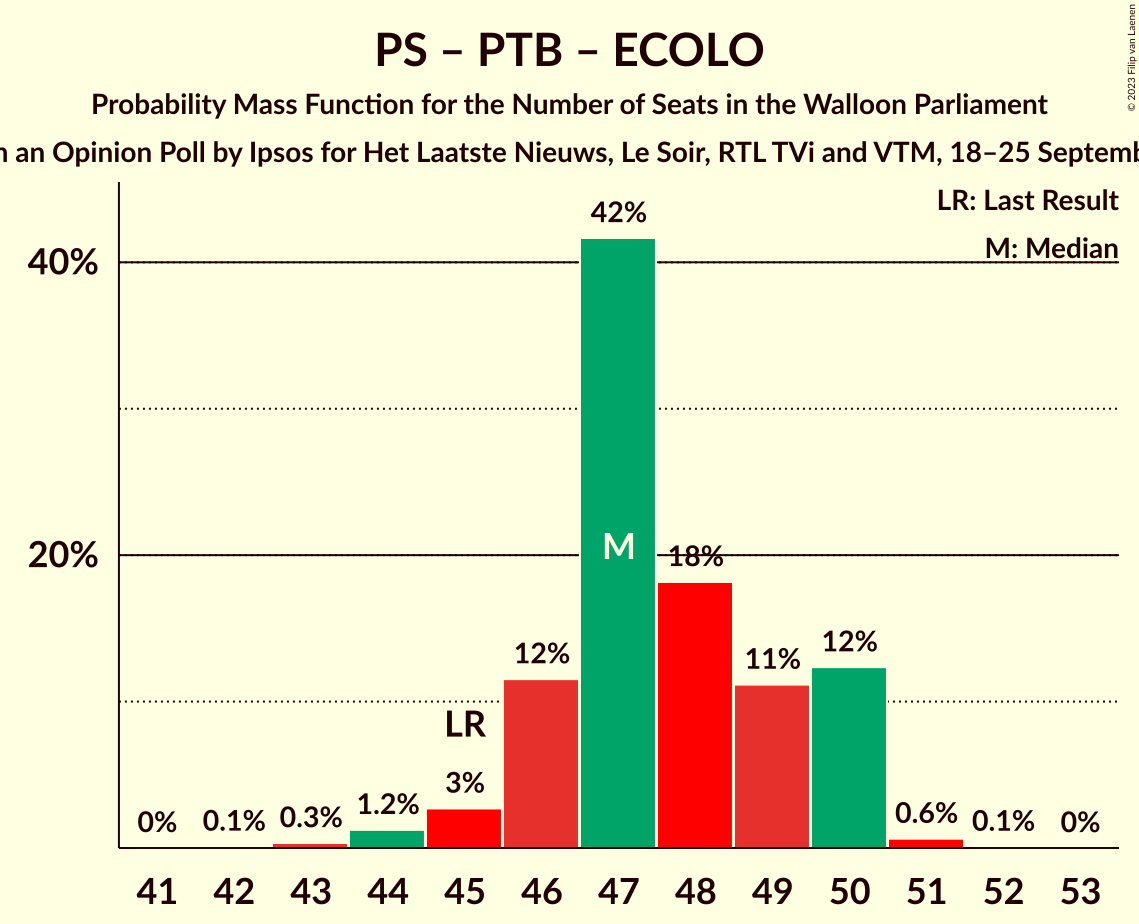 PS – PTB – ECOLO
Probability Mass Function for the Number of Seats in the Walloon Parliament
an Opinion Poll by Ipsos for Het Laatste Nieuws, Le Soir, RTL TVi and VTM, 18–25 Septemb
© 2023 Filip van Laenen
LR: Last Result
M: Median
42%
40%
M
20%
18%
12%
11%
12%
LR
3%
0%
0.1%
0.3%
1.2%
0.6%
0.1%
0%
41 42 43 44 45 46 47 48 49 50 51 52 53